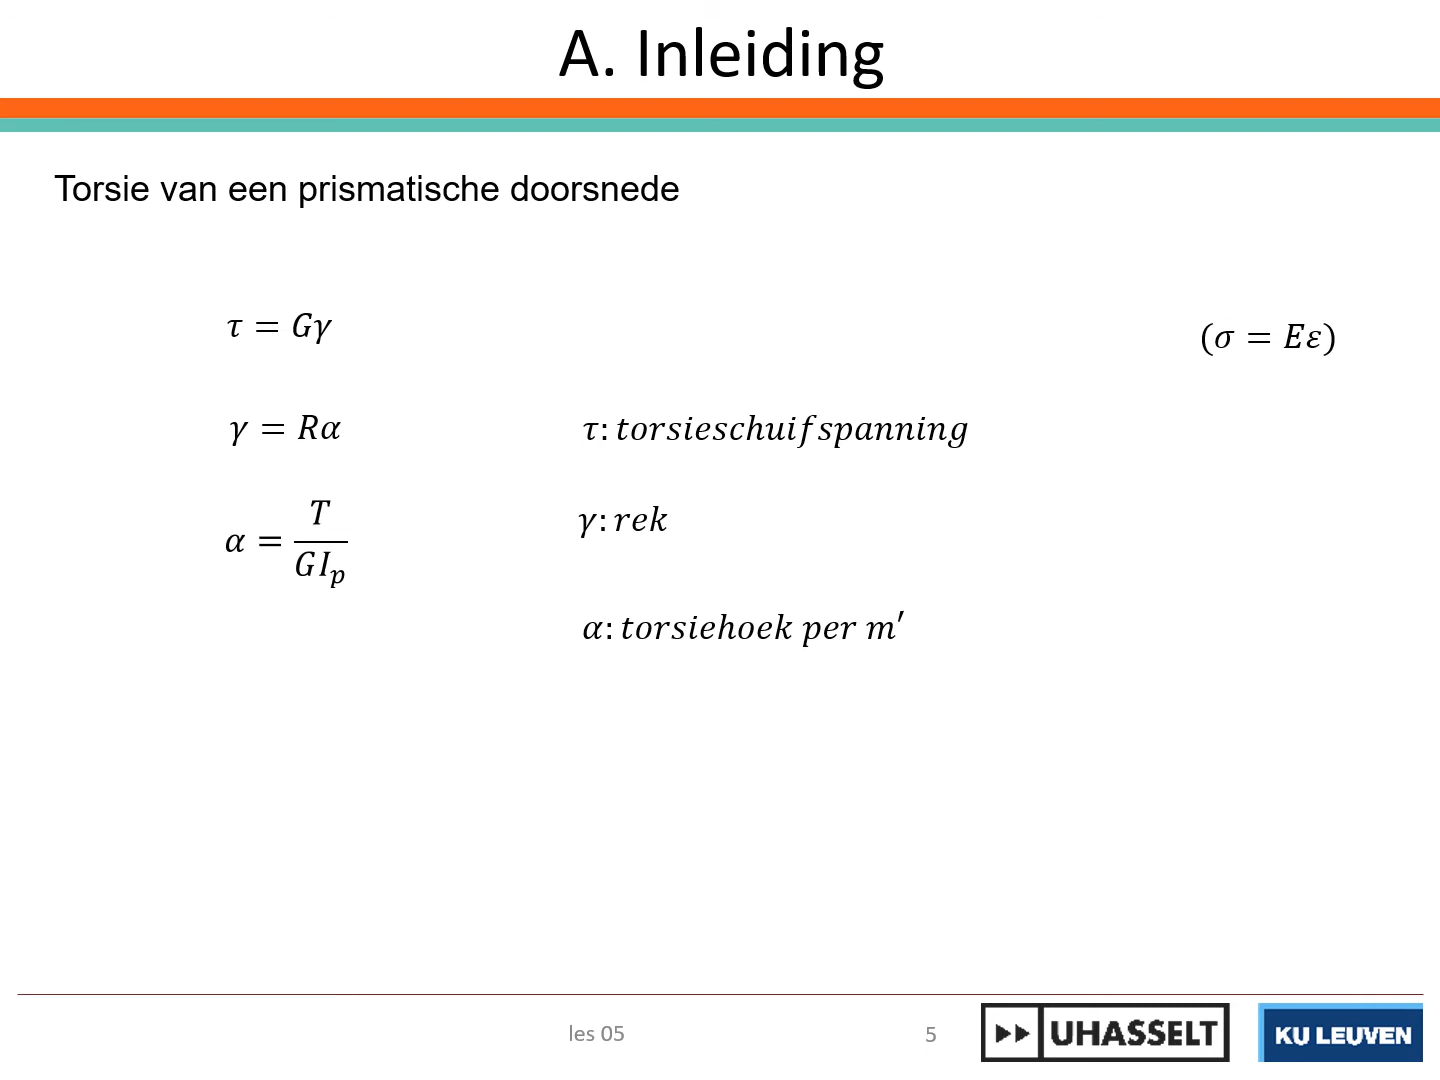 A. Inleiding
Torsie van een prismatische doorsnede
τ = Gγ
(σ = Eε)
γ = Rα
τ: torsieschuifspanning
α = T / GI_p
γ: rek
α: torsiehoek per m′
les 05
5
UHASSELT
KU LEUVEN